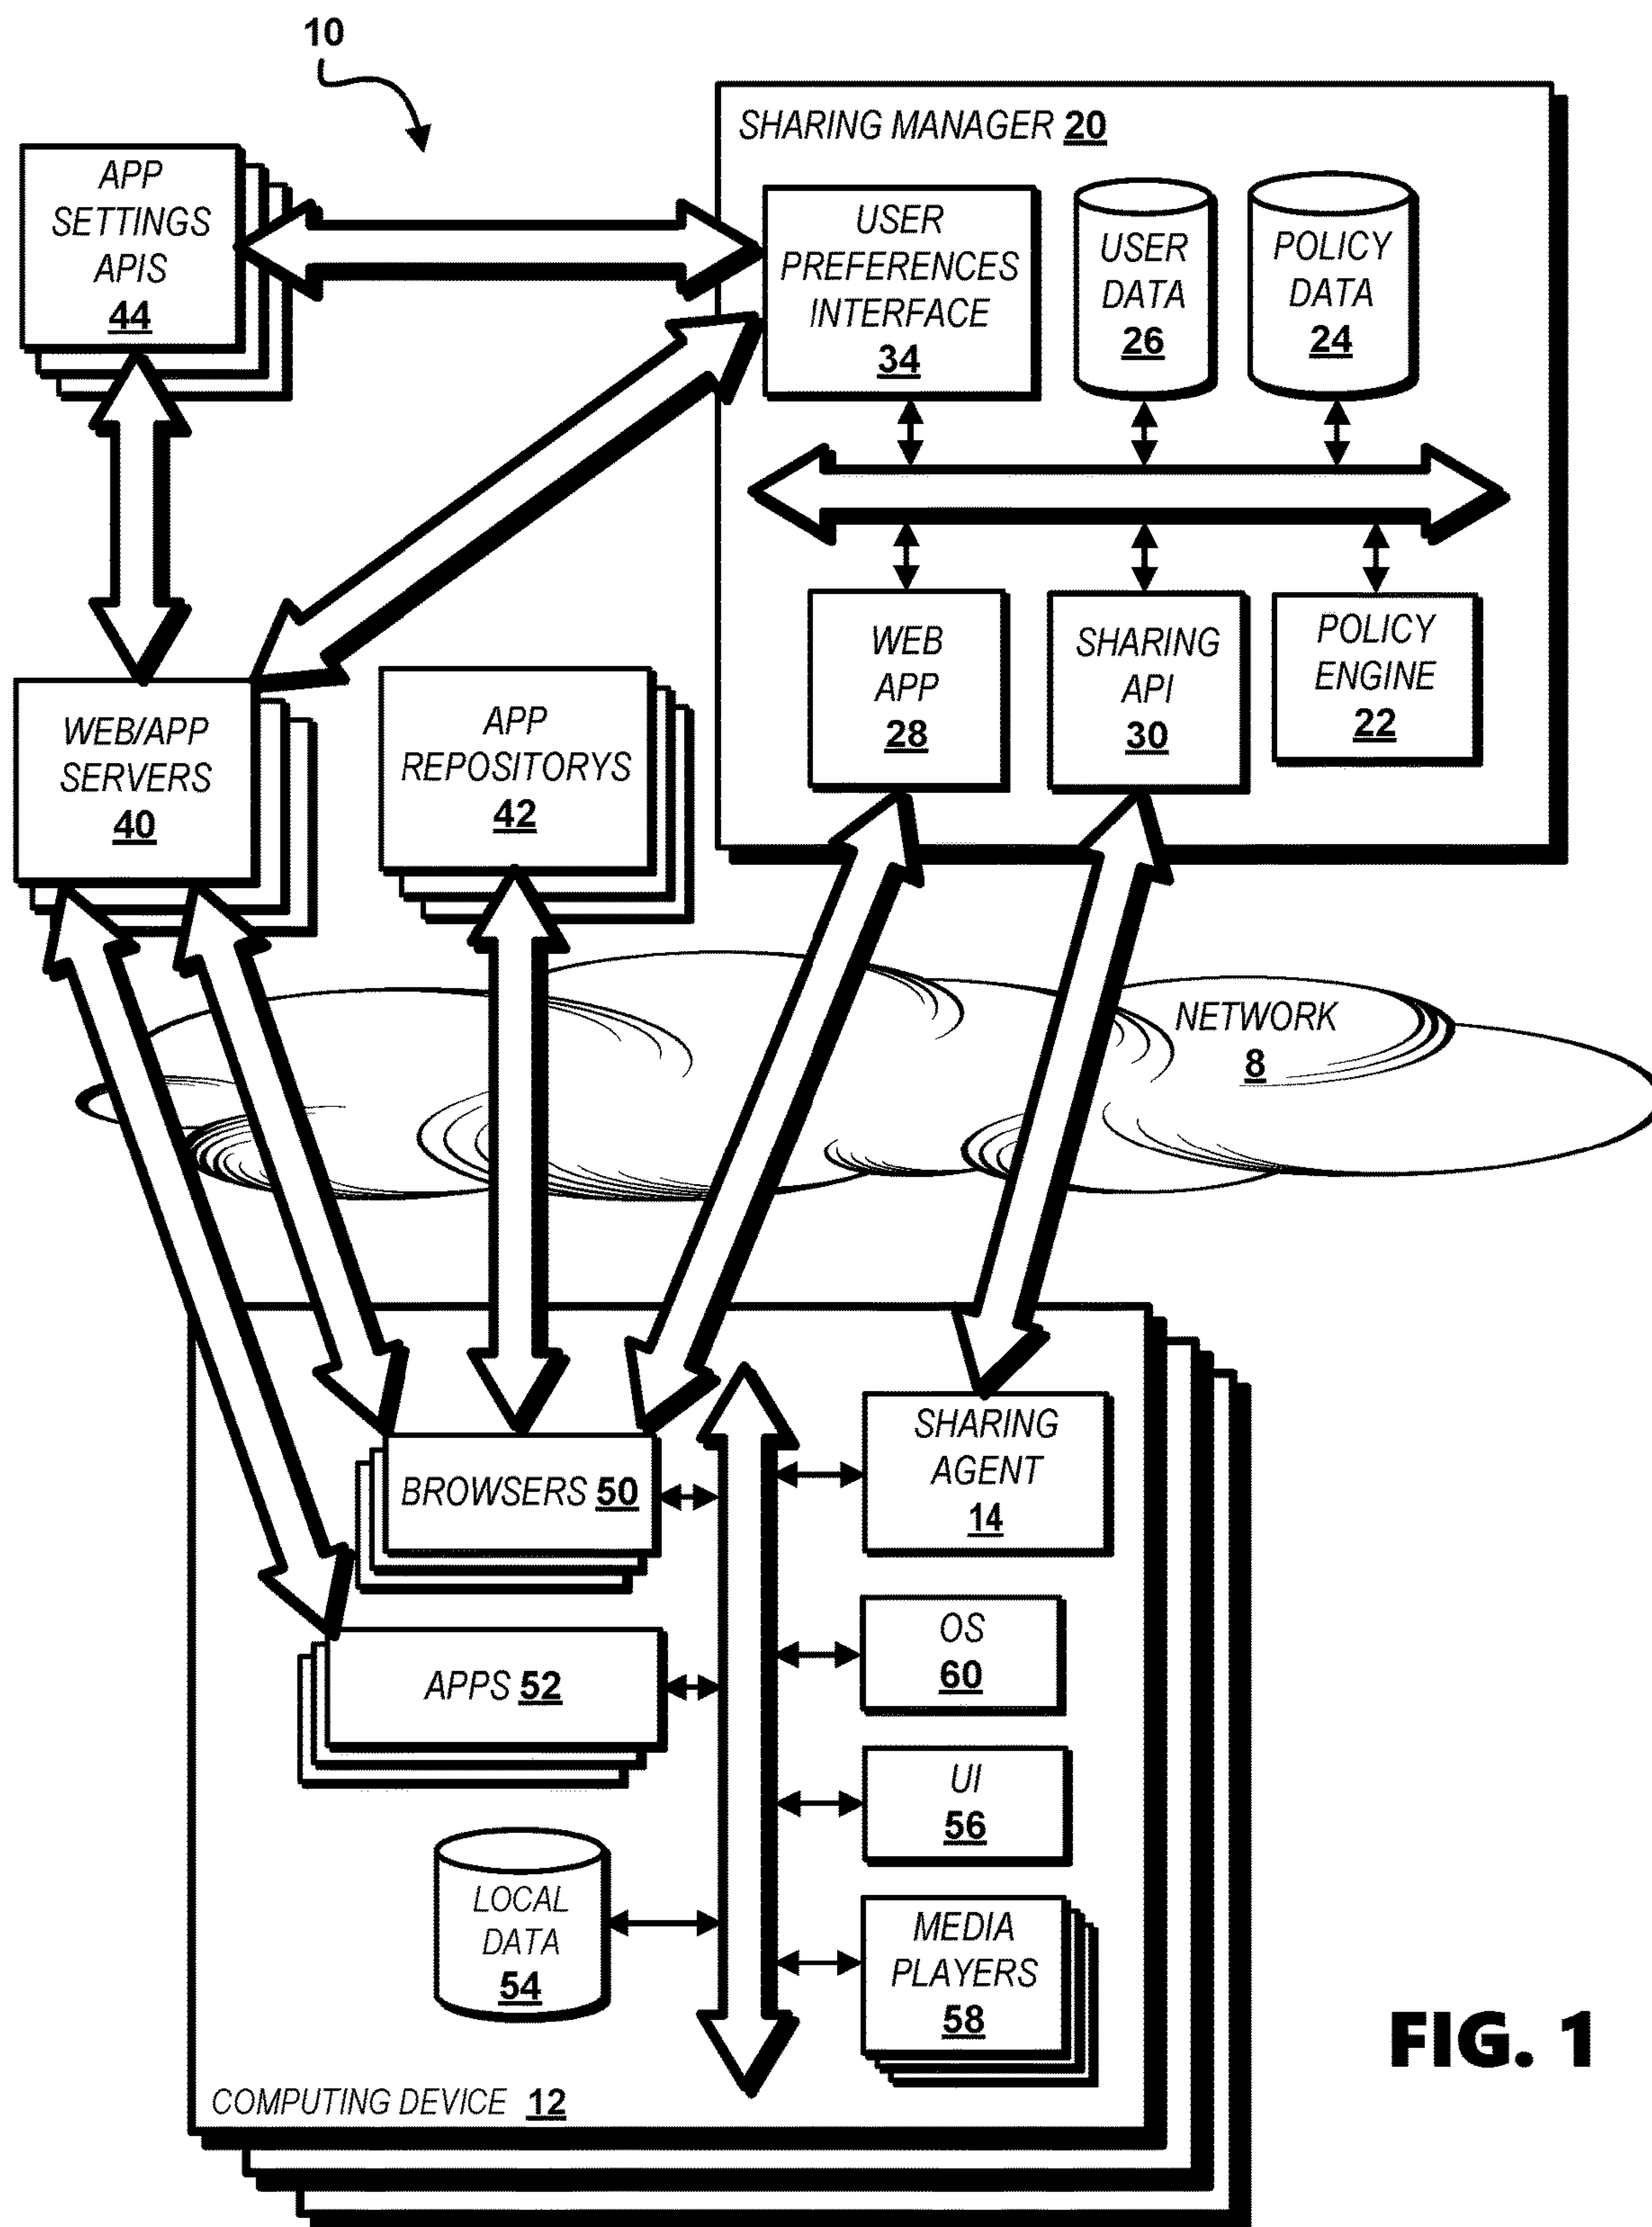 10
SHARING MANAGER 20
APP
SETTINGS
APIS
44
USER
PREFERENCES
INTERFACE
34
USER
DATA
26
POLICY
DATA
24
WEB
APP
28
SHARING
API
30
POLICY
ENGINE
22
WEB/APP
SERVERS
40
APP
REPOSITORYS
42
NETWORK
8
BROWSERS 50
SHARING
AGENT
14
APPS 52
OS
60
UI
56
LOCAL
DATA
54
MEDIA
PLAYERS
58
COMPUTING DEVICE 12
FIG. 1